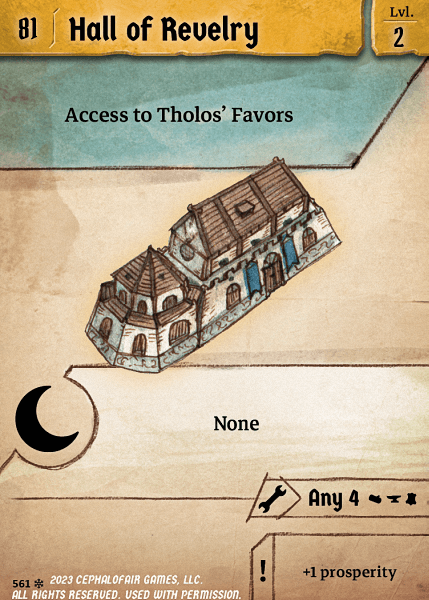 81 Hall of Revelry
Lvl.
2
Access to Tholos' Favors
None
Any 4
! +1 prosperity
561 ✼ 2023 CEPHALOFAIR GAMES, LLC.
ALL RIGHTS RESERVED. USED WITH PERMISSION.